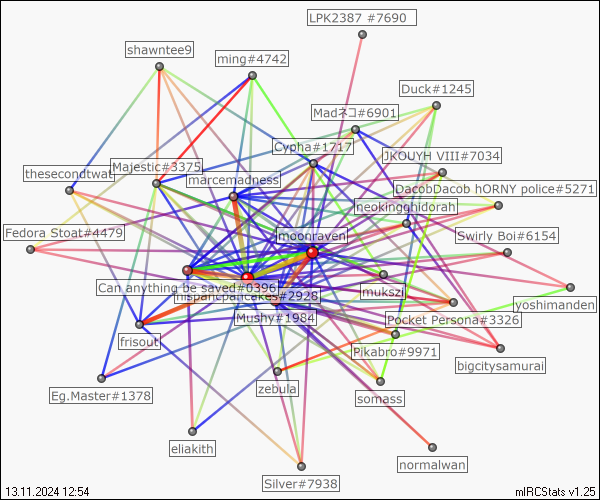 LPK2387 #7690
shawntee9
ming#4742
Duck#1245
Madネコ#6901
Cypha#1717
JKOUYH VIII#7034
Majestic#3375
thesecondtwat
marcemadness
DacobDacob hORNY police#5271
neokingghidorah
Fedora Stoat#4479
moonraven
Swirly Boi#6154
Can anything be saved#0396
mukszi
yoshimanden
Mushy#1984
Pocket Persona#3326
frisout
Pikabro#9971
bigcitysamurai
zebula
somass
Eg.Master#1378
eliakith
normalwan
Silver#7938
13.11.2024 12:54
mIRCStats v1.25